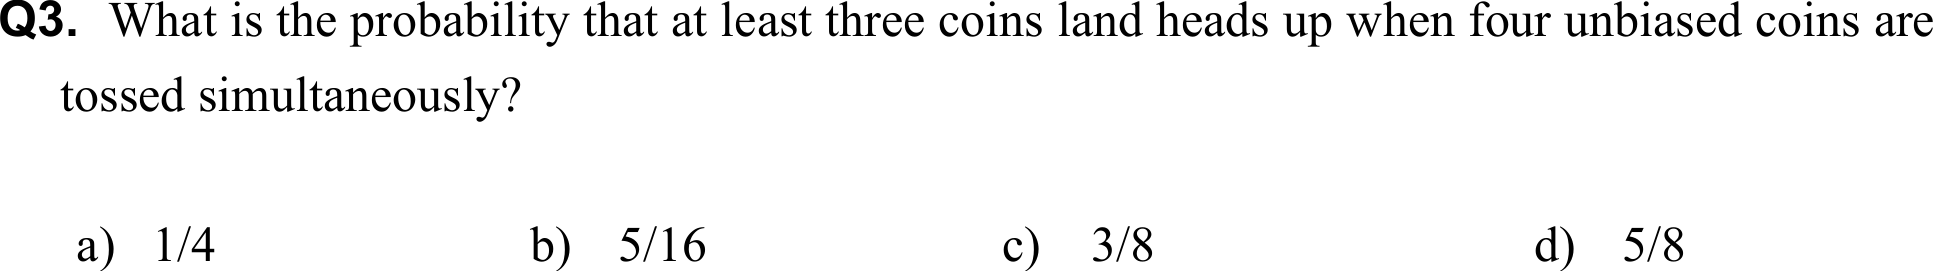 Q3. What is the probability that at least three coins land heads up when four unbiased coins are
tossed simultaneously?
a) 1/4 b) 5/16 c) 3/8 d) 5/8